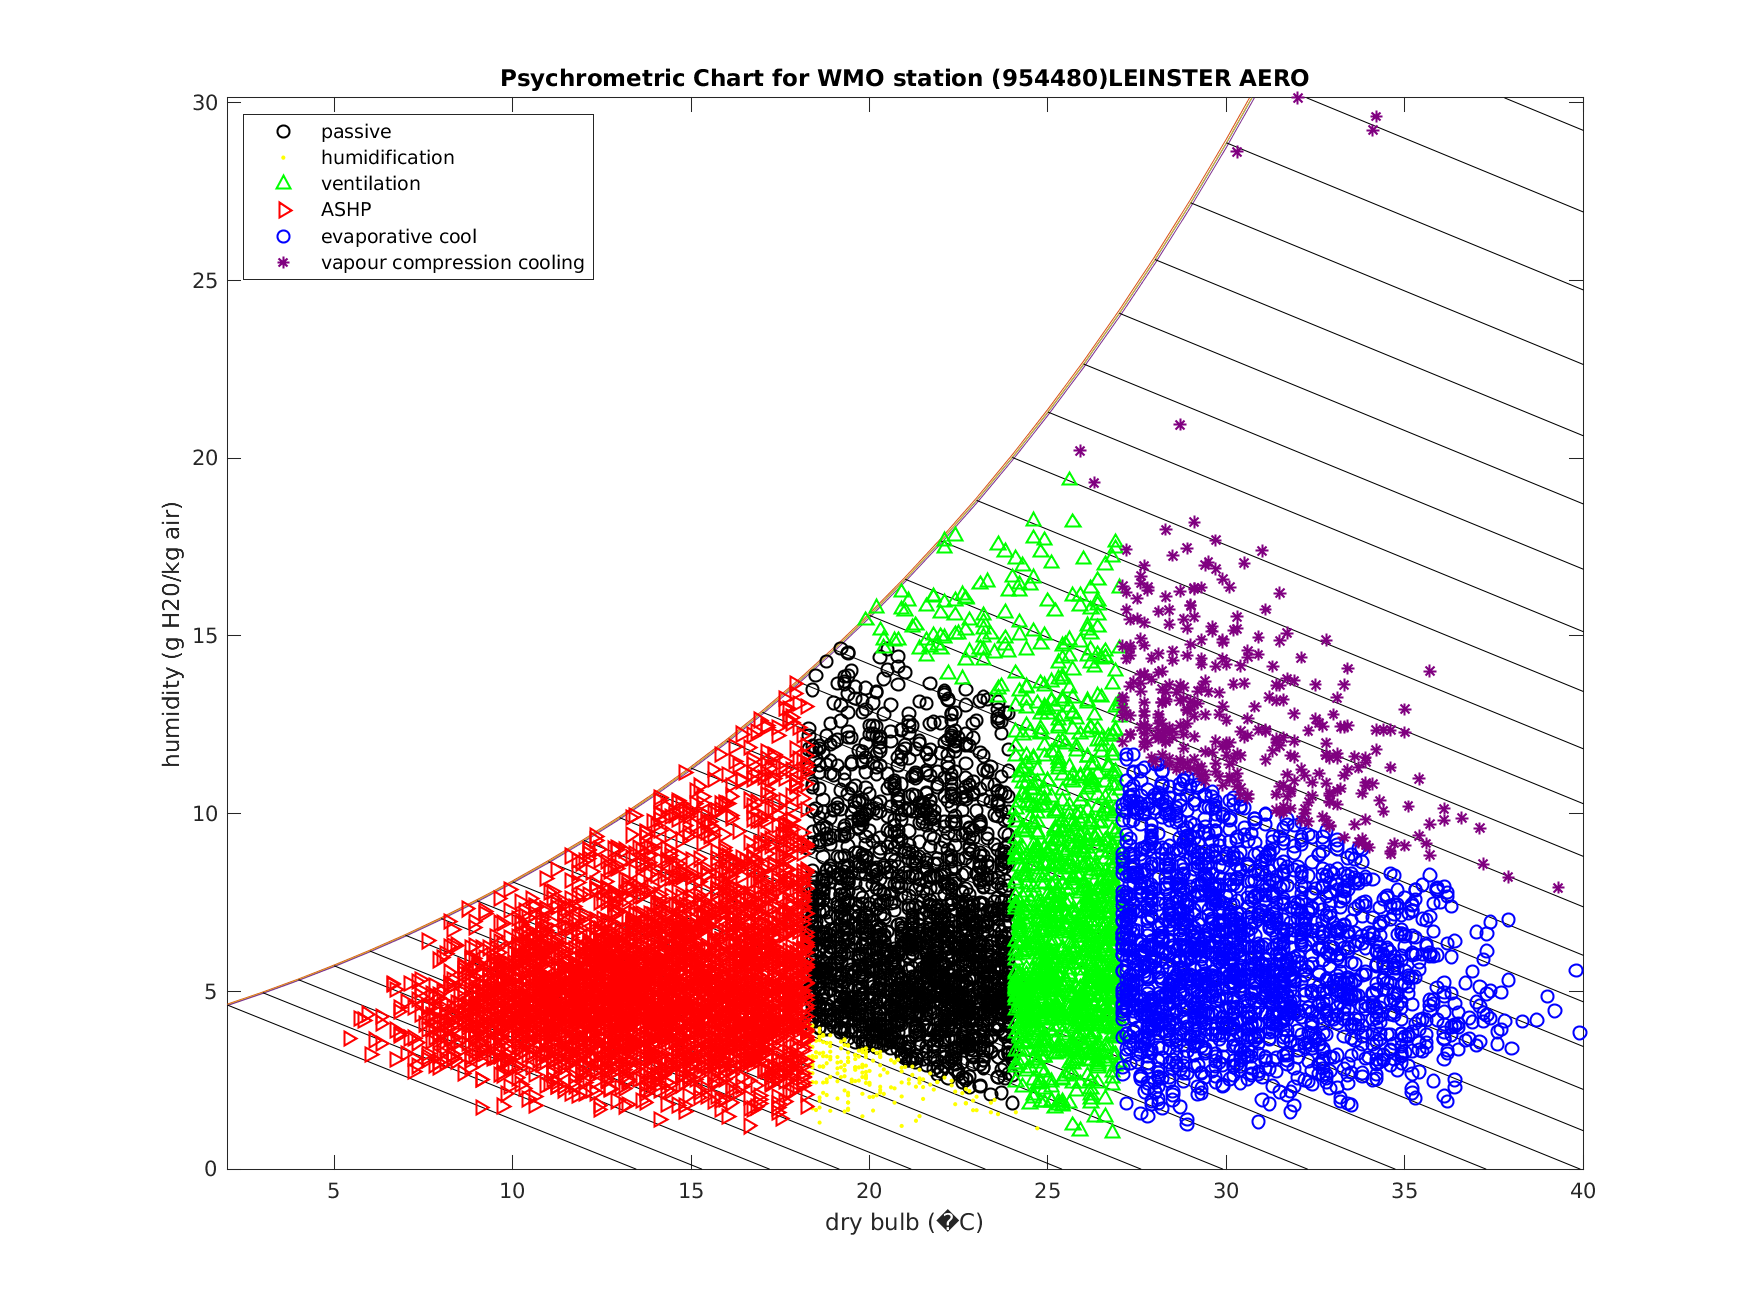 Psychrometric Chart for WMO station (954480)LEINSTER AERO
30
25
20
15
10
5
0
humidity (g H20/kg air)
passive
humidification
ventilation
ASHP
evaporative cool
vapour compression cooling
5
10
15
20
25
30
35
40
dry bulb (�C)